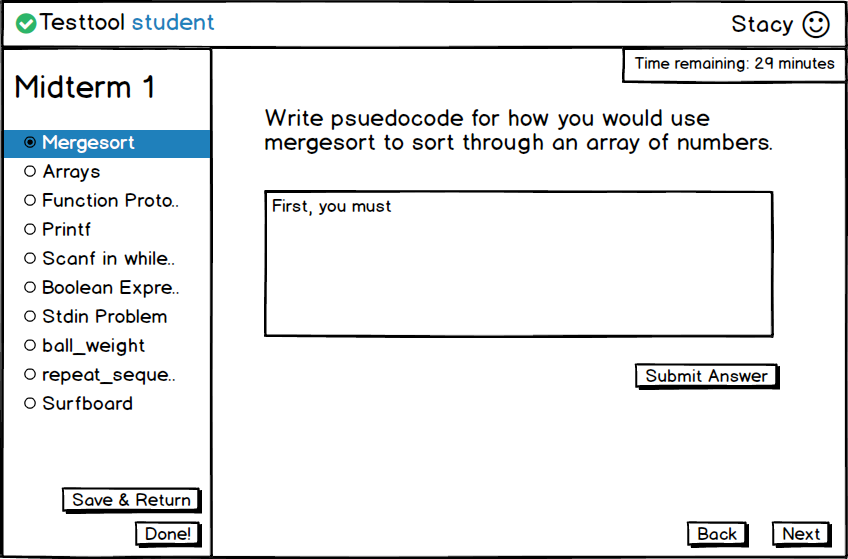 Testtool student
Stacy
Time remaining: 29 minutes
Midterm 1
Mergesort
Arrays
Function Proto..
Printf
Scanf in while..
Boolean Expre..
Stdin Problem
ball_weight
repeat_seque..
Surfboard
Save & Return
Done!
Write psuedocode for how you would use
mergesort to sort through an array of numbers.
First, you must
Submit Answer
Back
Next